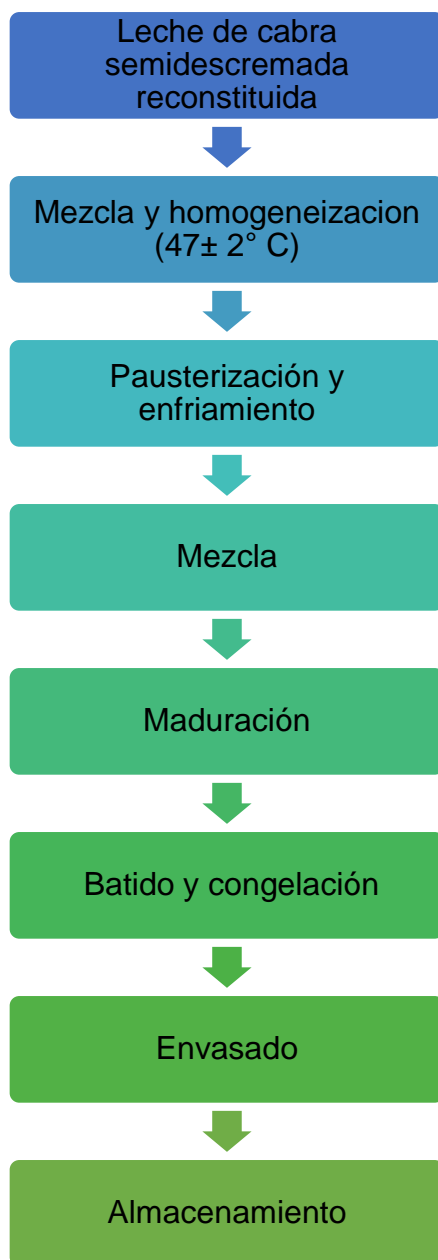 Leche de cabra
semidescremada
reconstituida
Mezcla y homogeneizacion
(47± 2° C)
Pausterización y
enfriamiento
Mezcla
Maduración
Batido y congelación
Envasado
Almacenamiento